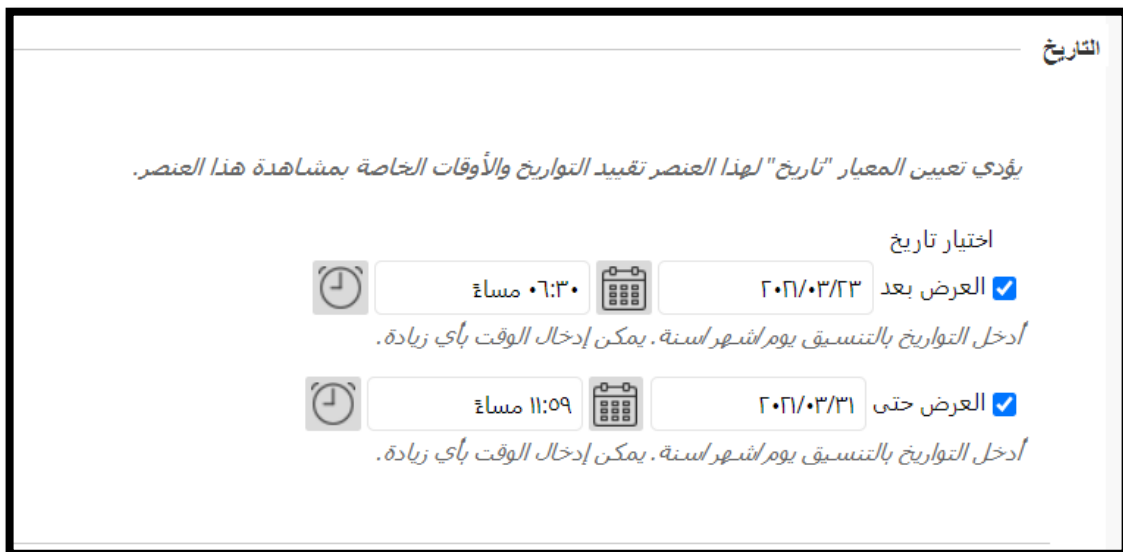 التاريخ
يؤدي تعيين المعيار "تاريخ" لهذا العنصر تقييد التواريخ والأوقات الخاصة بمشاهدة هذا العنصر.
اختيار تاريخ
العرض بعد ٢٠٢١/٠٣/٢٣ ٠٦:٣٠ مساءً
أدخل التواريخ بالتنسيق يوم/شهر/سنة. يمكن إدخال الوقت بأي زيادة.
العرض حتى ٢٠٢١/٠٣/٣١ ١١:٥٩ مساءً
أدخل التواريخ بالتنسيق يوم/شهر/سنة. يمكن إدخال الوقت بأي زيادة.